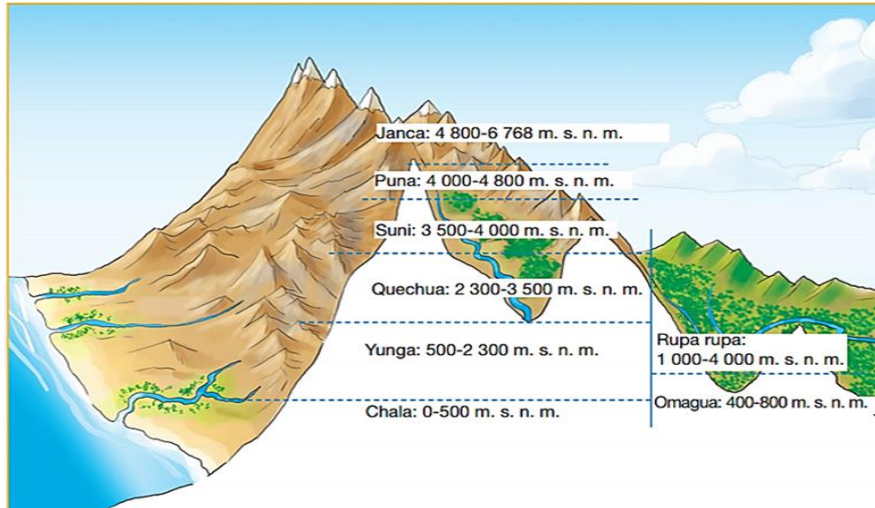 Janca: 4 800-6 768 m. s. n. m.
Puna: 4 000-4 800 m. s. n. m.
Suni: 3 500-4 000 m. s. n. m.
Quechua: 2 300-3 500 m. s. n. m.
Yunga: 500-2 300 m. s. n. m.
Chala: 0-500 m. s. n. m.
Rupa rupa:
1 000-4 000 m. s. n. m.
Omagua: 400-800 m. s. n. m.